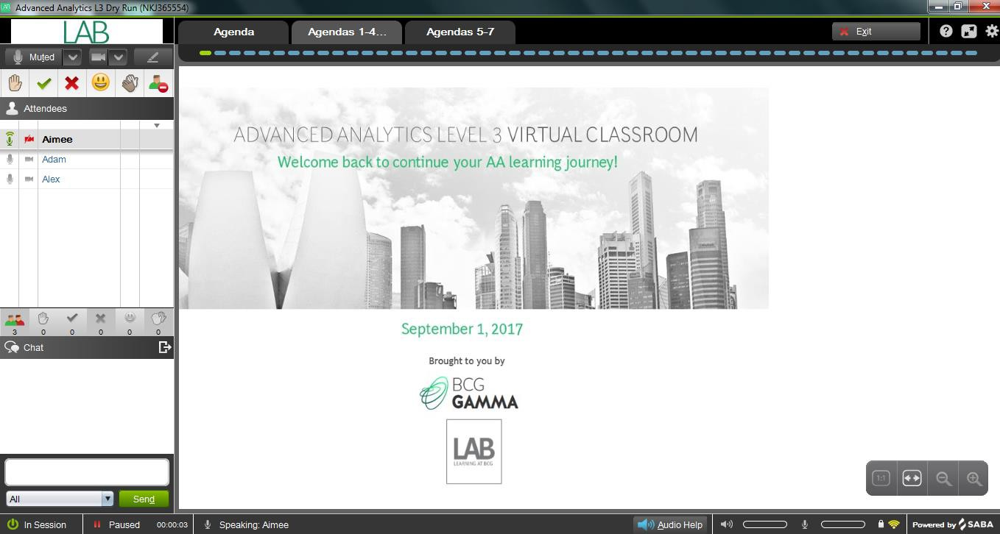 Advanced Analytics L3 Dry Run (NKJ365554)
LAB
Agenda
Agendas 1-4...
Agendas 5-7
Exit
Muted
Attendees
Aimee
Adam
Alex
3 0 0 0 0 0
Chat
All
Send
ADVANCED ANALYTICS LEVEL 3 VIRTUAL CLASSROOM
Welcome back to continue your AA learning journey!
September 1, 2017
Brought to you by
BCG
GAMMA
LAB
LEARNING AT BCG
1:1
In Session
Paused
00:00:03
Speaking: Aimee
Audio Help
Powered by SABA